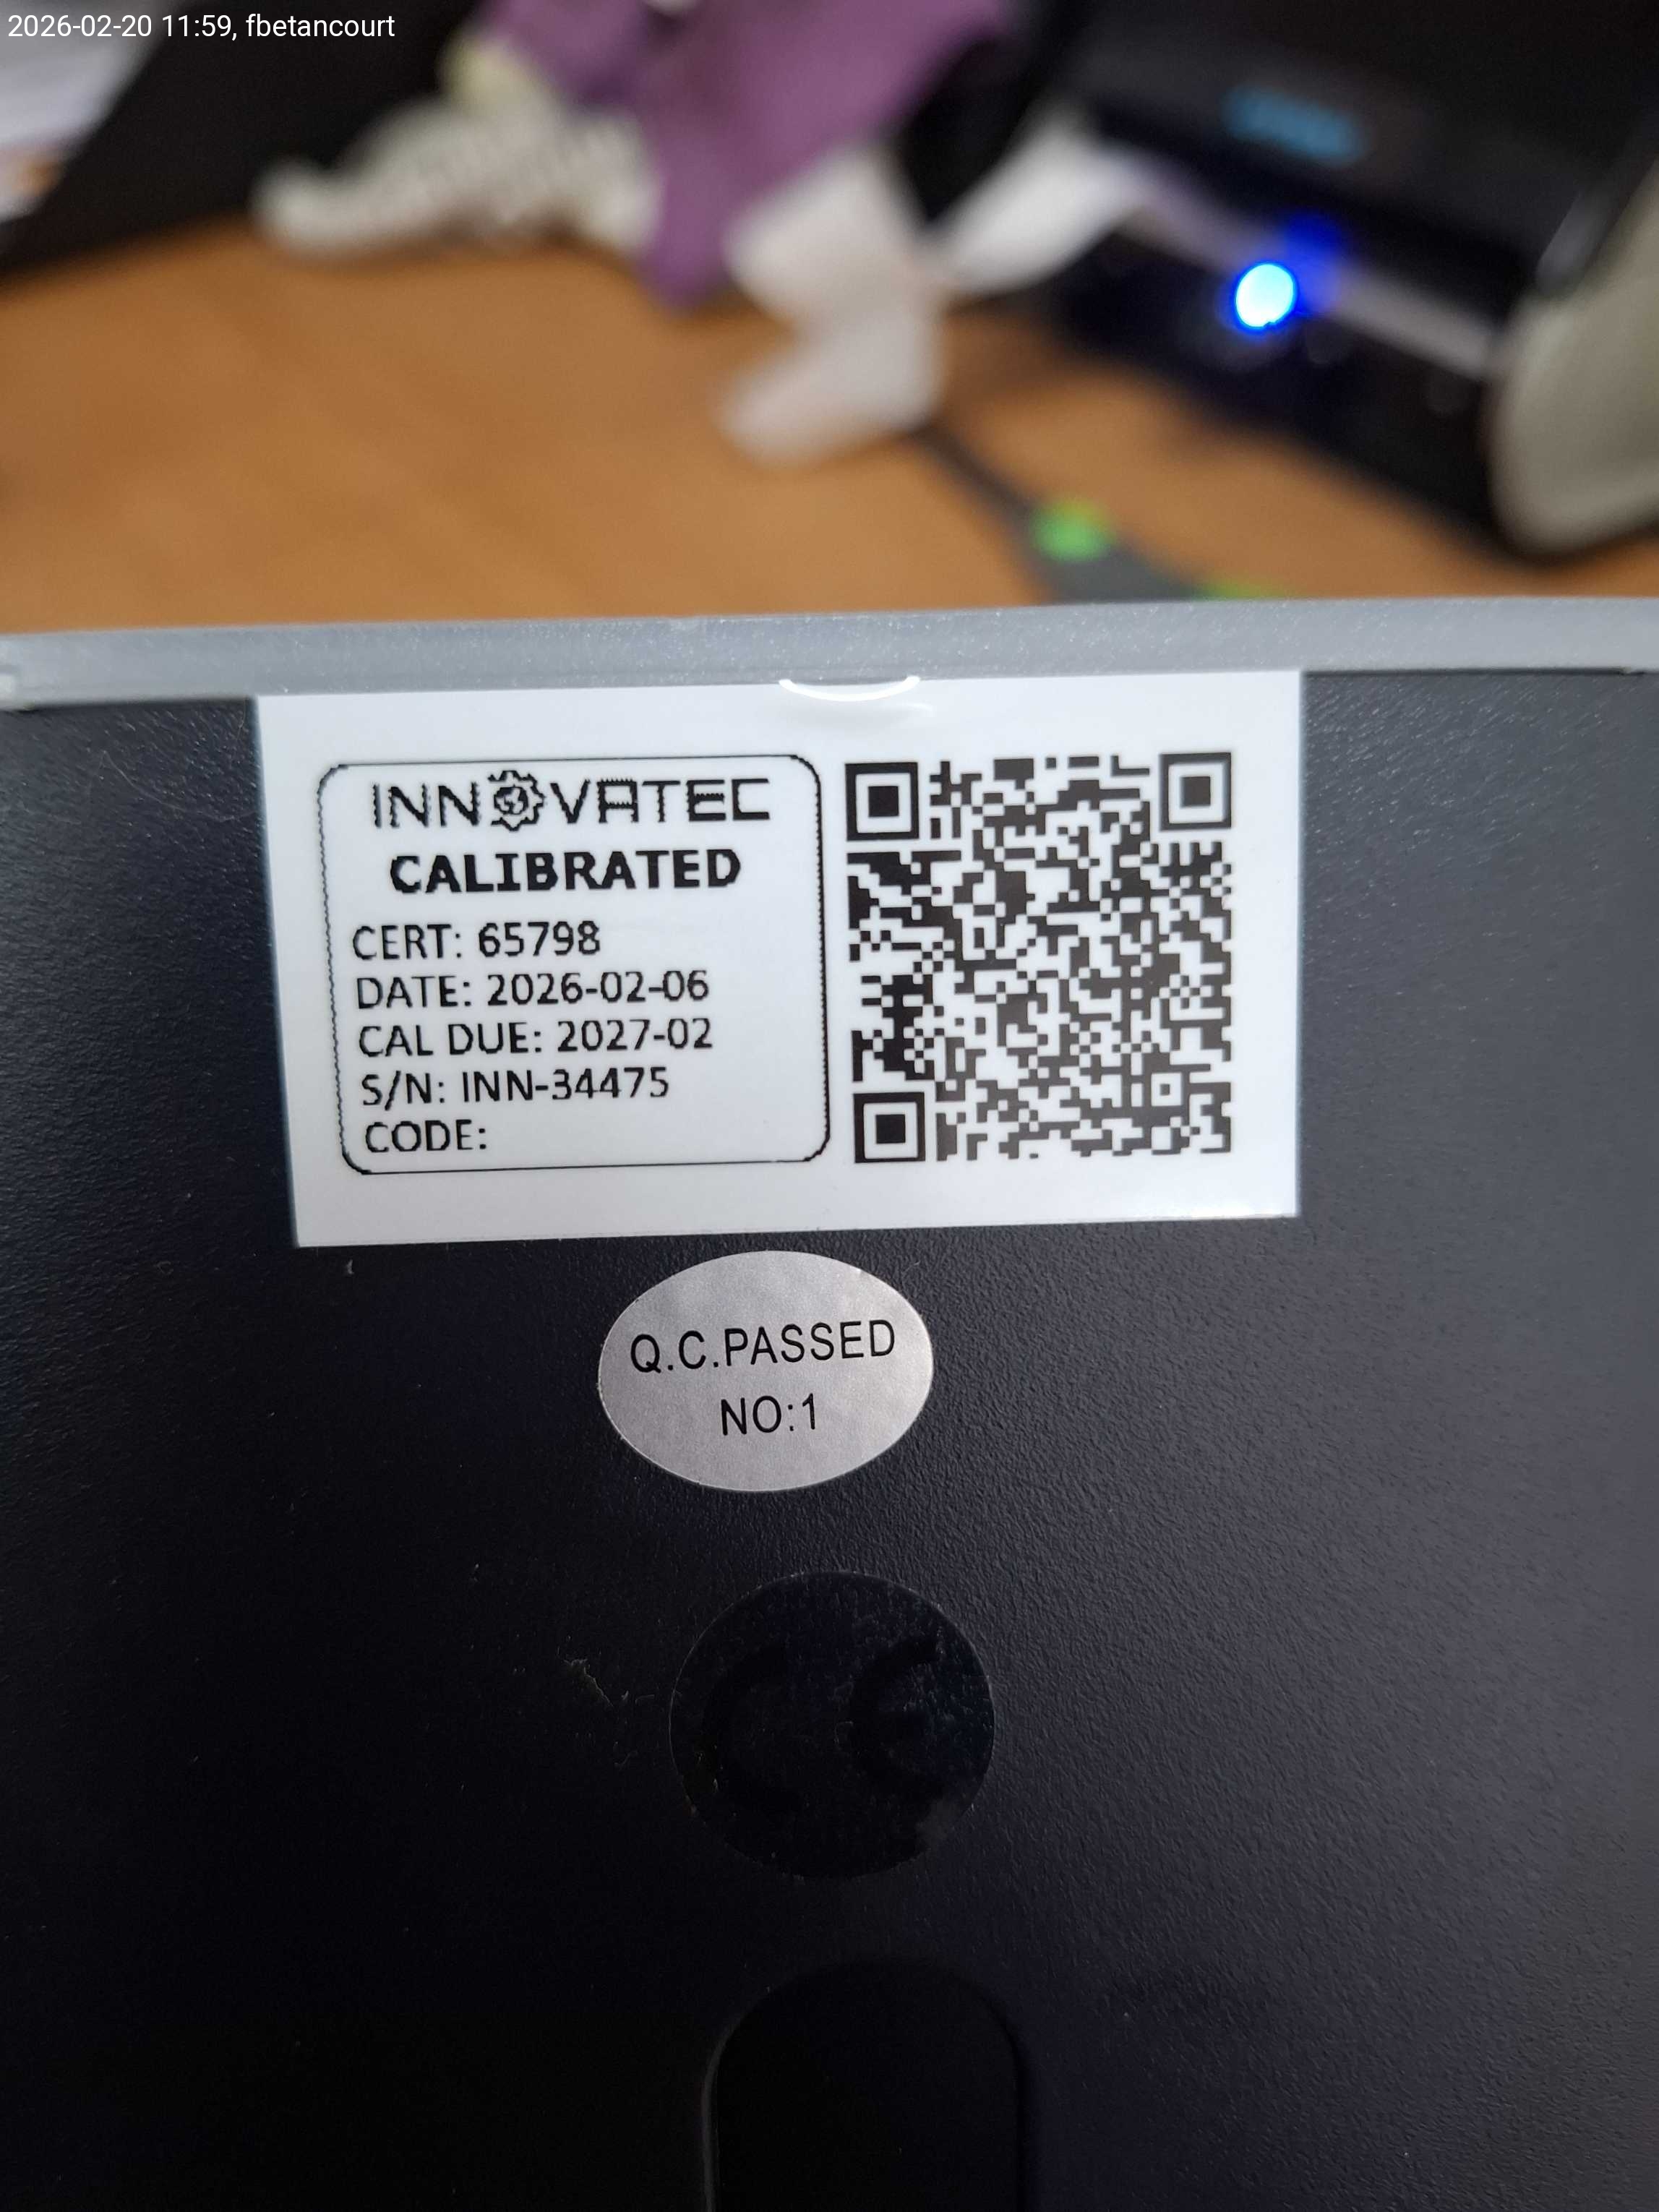 2026-02-20 11:59, fbetancourt
INNOVATEC
CALIBRATED
CERT: 65798
DATE: 2026-02-06
CAL DUE: 2027-02
S/N: INN-34475
CODE:
Q.C.PASSED
NO:1
CE